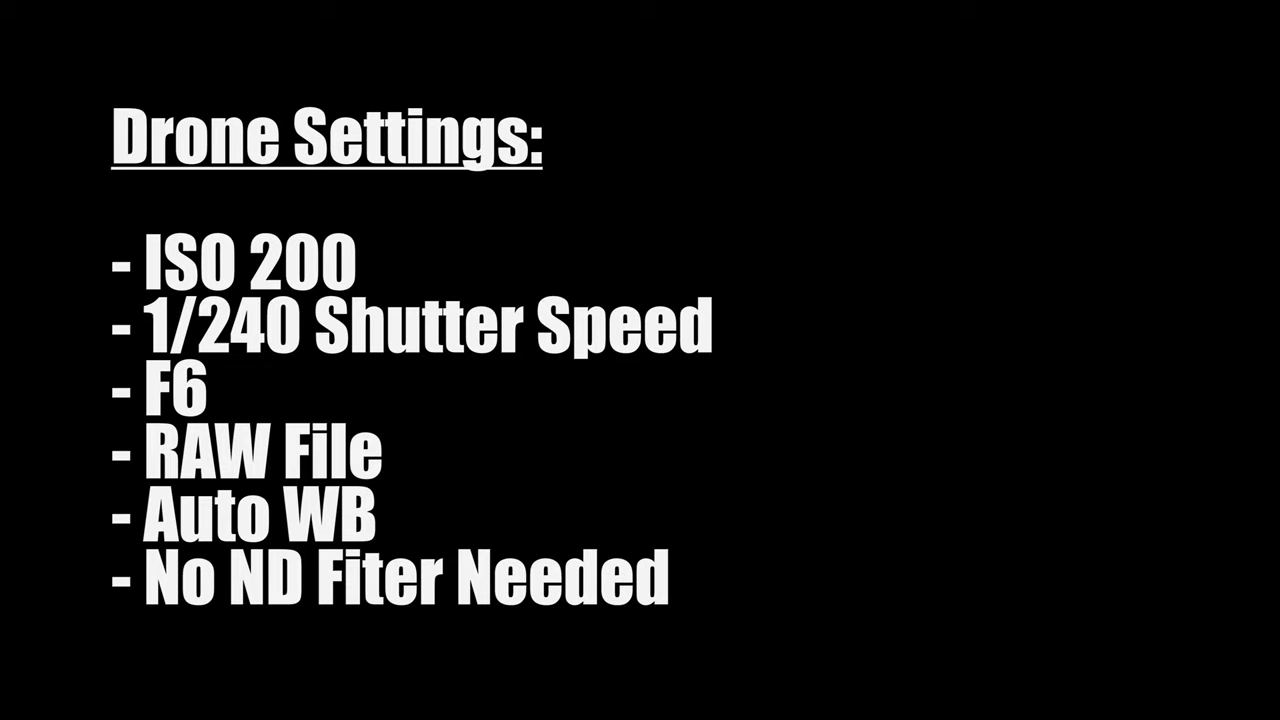 Drone Settings:
- ISO 200
- 1/240 Shutter Speed
- F6
- RAW File
- Auto WB
- No ND Fiter Needed